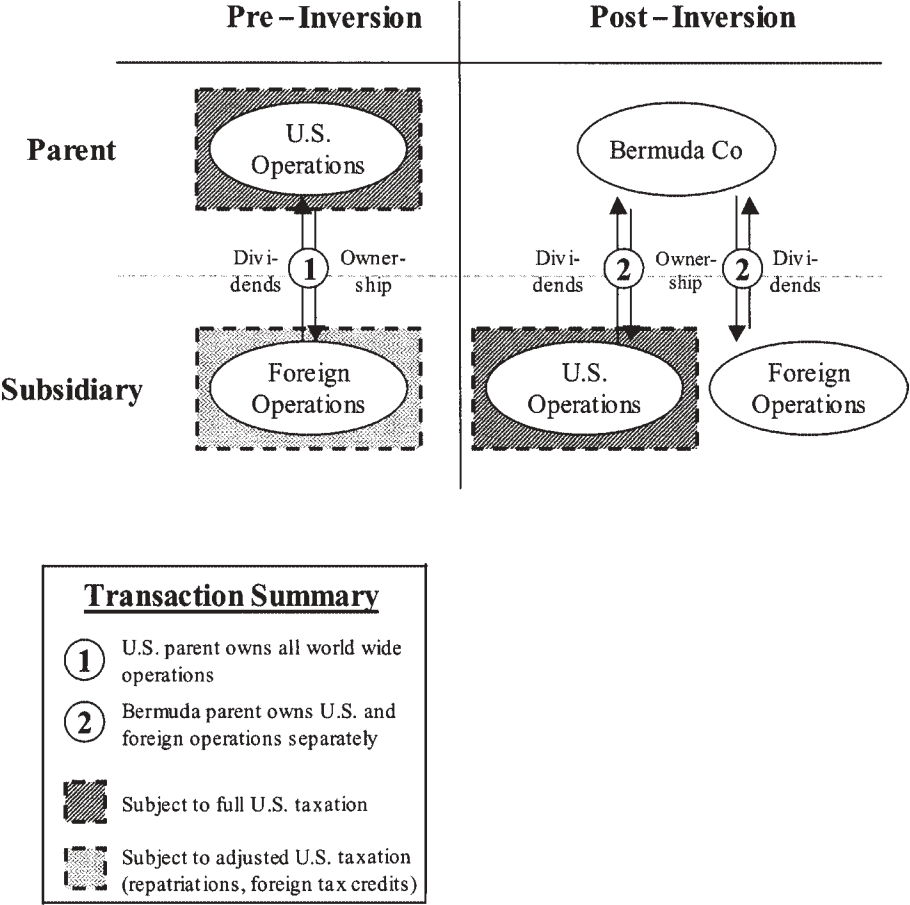 Pre – Inversion
Post – Inversion
Parent
U.S.
Operations
Bermuda Co
Divi-
dends
1
Owner-
ship
Divi-
dends
2
Owner-
ship
2
Divi-
dends
Subsidiary
Foreign
Operations
U.S.
Operations
Foreign
Operations
Transaction Summary
1
U.S. parent owns all world wide
operations
2
Bermuda parent owns U.S. and
foreign operations separately
Subject to full U.S. taxation
Subject to adjusted U.S. taxation
(repatriations, foreign tax credits)